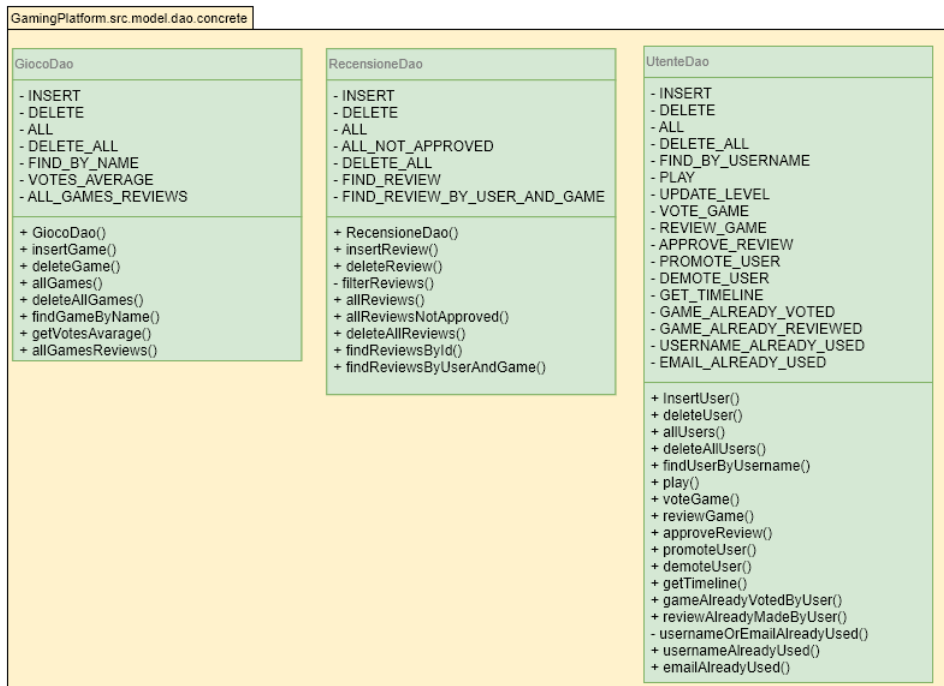 GamingPlatform.src.model.dao.concrete
GiocoDao
- INSERT
- DELETE
- ALL
- DELETE_ALL
- FIND_BY_NAME
- VOTES_AVERAGE
- ALL_GAMES_REVIEWS
+ GiocoDao()
+ insertGame()
+ deleteGame()
+ allGames()
+ deleteAllGames()
+ findGameByName()
+ getVotesAvarage()
+ allGamesReviews()
RecensioneDao
- INSERT
- DELETE
- ALL
- ALL_NOT_APPROVED
- DELETE_ALL
- FIND_REVIEW
- FIND_REVIEW_BY_USER_AND_GAME
+ RecensioneDao()
+ insertReview()
+ deleteReview()
- filterReviews()
+ allReviews()
+ allReviewsNotApproved()
+ deleteAllReviews()
+ findReviewsById()
+ findReviewsByUserAndGame()
UtenteDao
- INSERT
- DELETE
- ALL
- DELETE_ALL
- FIND_BY_USERNAME
- PLAY
- UPDATE_LEVEL
- VOTE_GAME
- REVIEW_GAME
- APPROVE_REVIEW
- PROMOTE_USER
- DEMOTE_USER
- GET_TIMELINE
- GAME_ALREADY_VOTED
- GAME_ALREADY_REVIEWED
- USERNAME_ALREADY_USED
- EMAIL_ALREADY_USED
+ InsertUser()
+ deleteUser()
+ allUsers()
+ deleteAllUsers()
+ findUserByUsername()
+ play()
+ voteGame()
+ reviewGame()
+ approveReview()
+ promoteUser()
+ demoteUser()
+ getTimeline()
+ gameAlreadyVotedByUser()
+ reviewAlreadyMadeByUser()
- usernameOrEmailAlreadyUsed()
+ usernameAlreadyUsed()
+ emailAlreadyUsed()